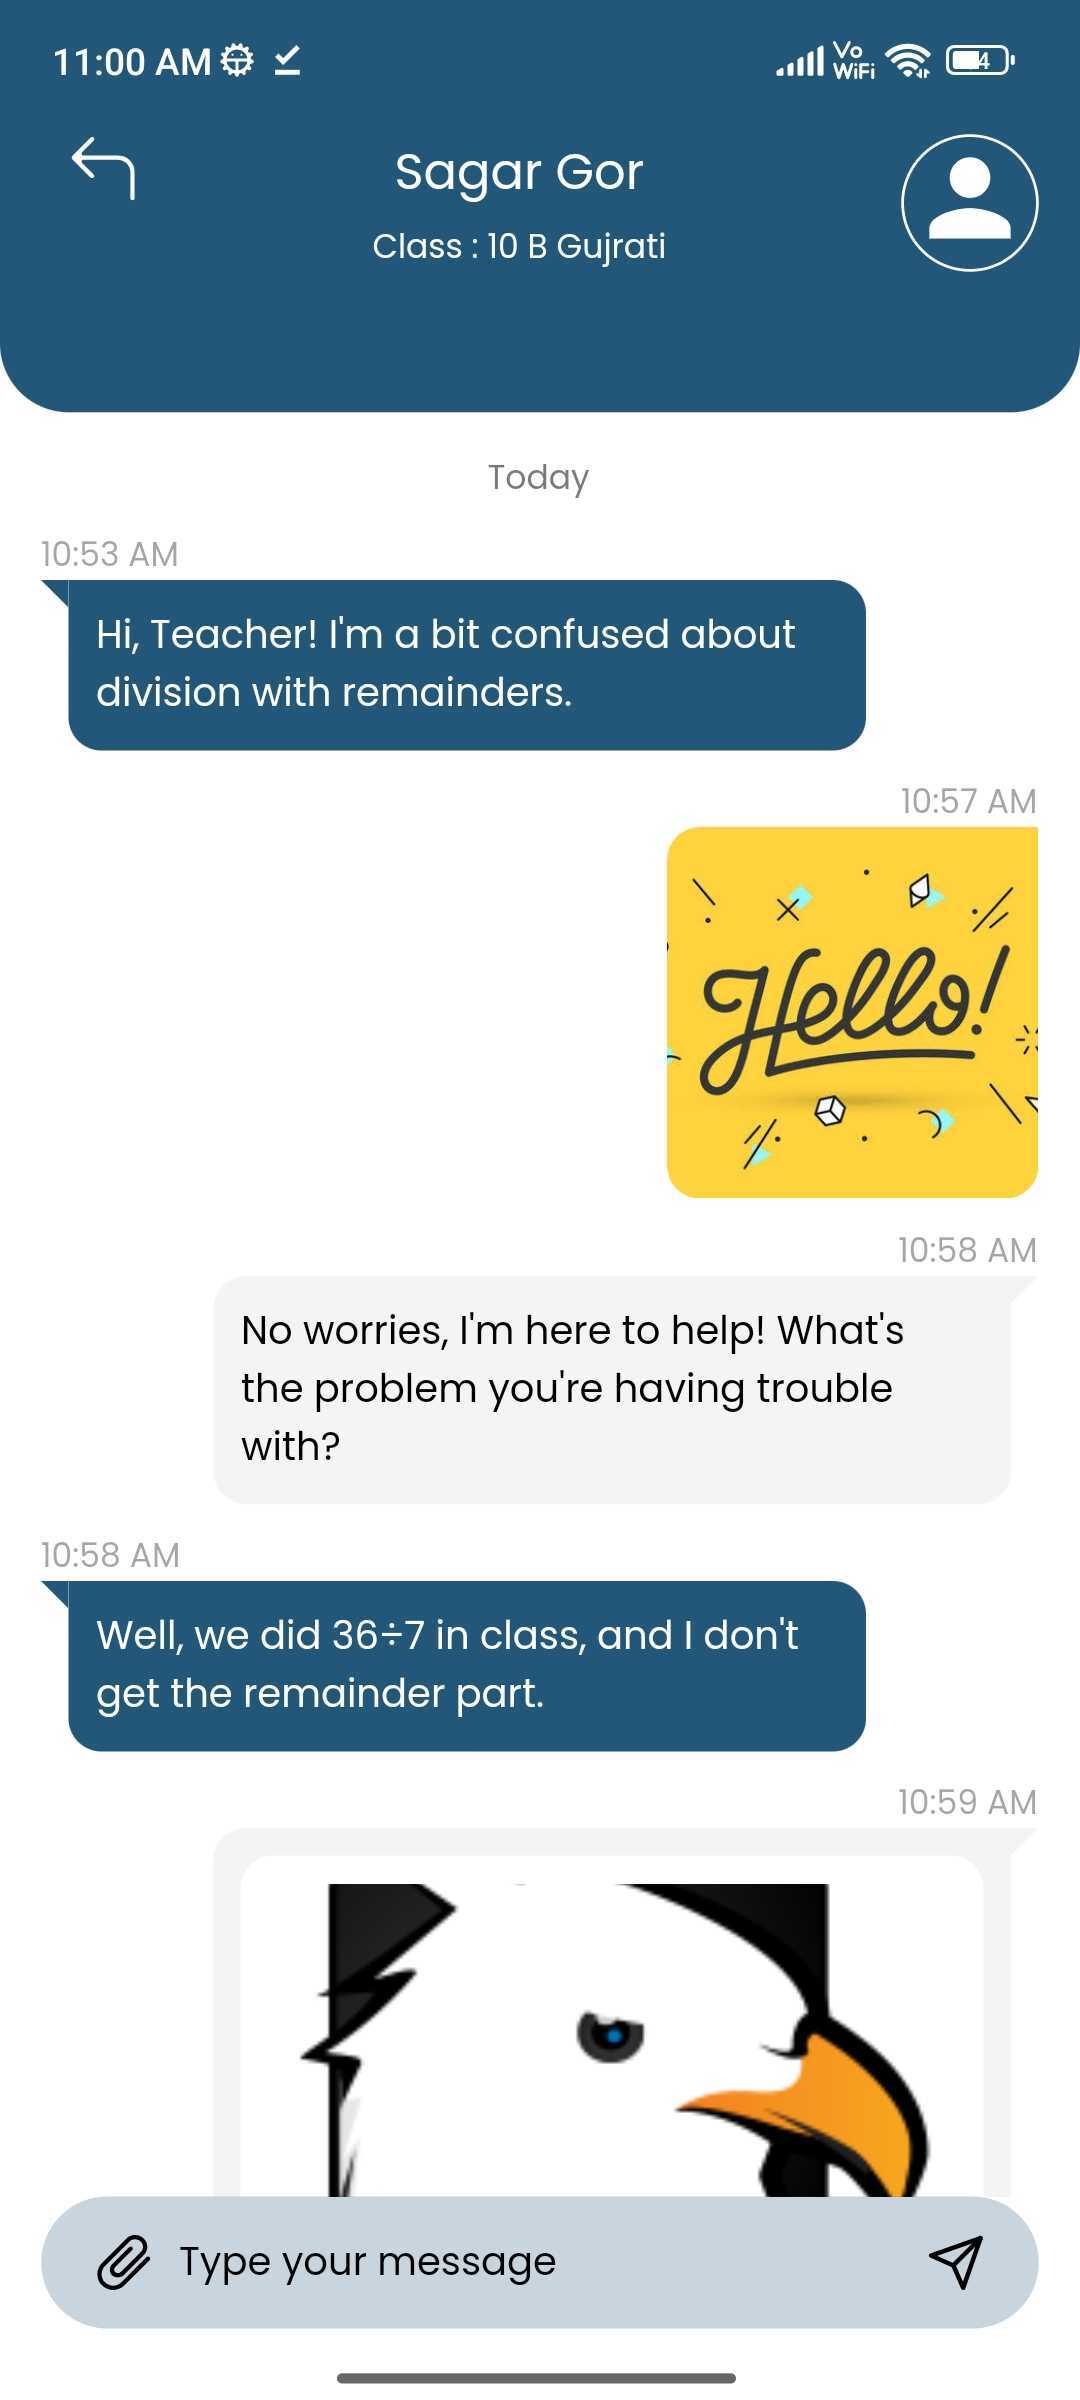 11:00 AM
Vo
WiFi
Sagar Gor
Class : 10 B Gujrati
Today
10:53 AM
Hi, Teacher! I'm a bit confused about
division with remainders.
10:57 AM
Hello!
10:58 AM
No worries, I'm here to help! What's
the problem you're having trouble
with?
10:58 AM
Well, we did 36÷7 in class, and I don't
get the remainder part.
10:59 AM
Type your message